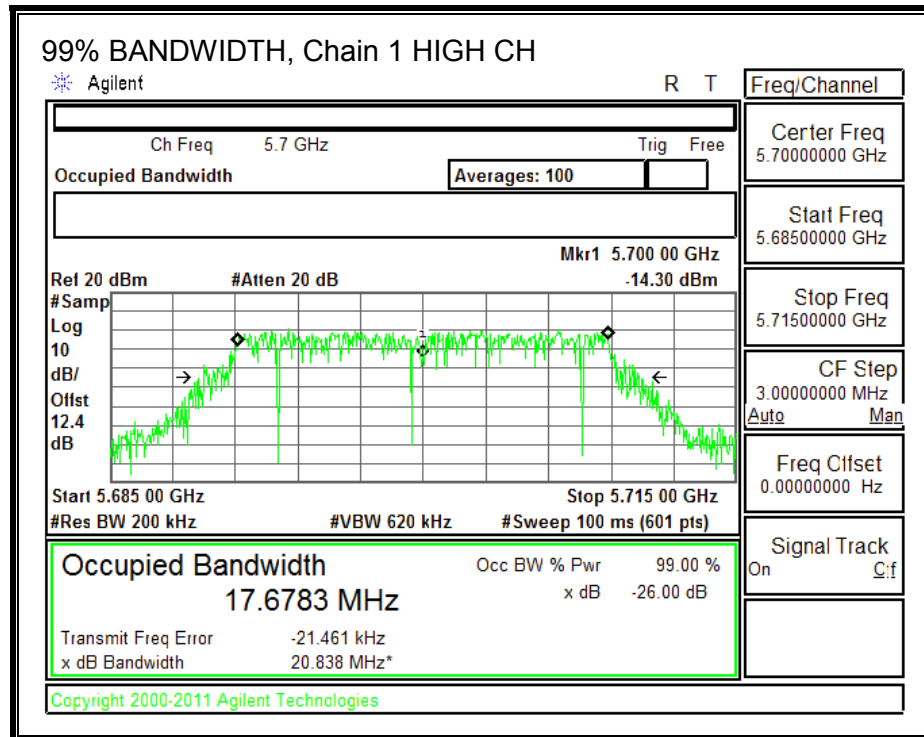 99% BANDWIDTH, Chain 1 HIGH CH
Agilent R T
Freq/Channel
Ch Freq 5.7 GHz Trig Free
Occupied Bandwidth Averages: 100
Center Freq
5.70000000 GHz
Start Freq
5.68500000 GHz
Stop Freq
5.71500000 GHz
CF Step
3.00000000 MHz
Auto Man
Freq Offset
0.00000000 Hz
Signal Track
On Off
Mkr1 5.700 00 GHz
Ref 20 dBm #Atten 20 dB -14.30 dBm
#Samp
Log
10
dB/
Offst
12.4
dB
1
Start 5.685 00 GHz Stop 5.715 00 GHz
#Res BW 200 kHz #VBW 620 kHz #Sweep 100 ms (601 pts)
Occupied Bandwidth Occ BW % Pwr 99.00 %
17.6783 MHz x dB -26.00 dB
Transmit Freq Error -21.461 kHz
x dB Bandwidth 20.838 MHz*
Copyright 2000-2011 Agilent Technologies